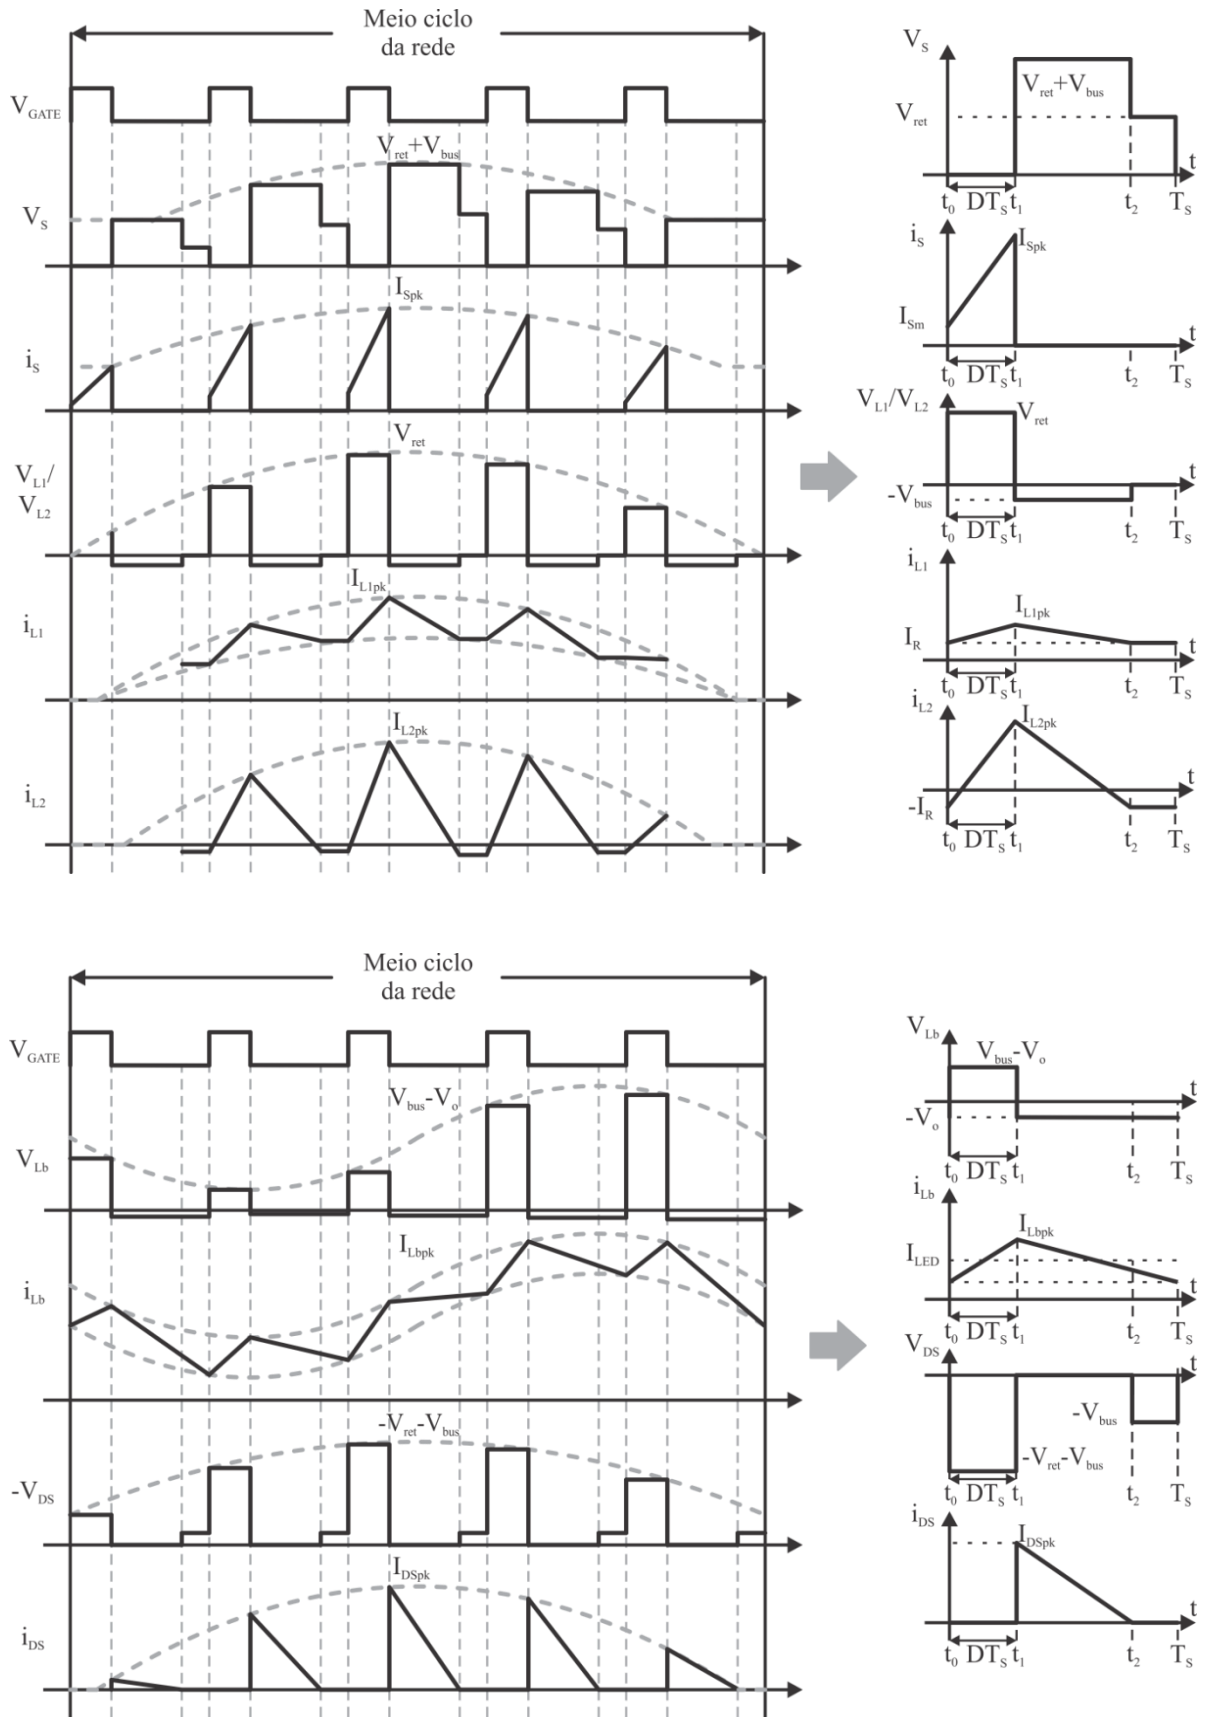 Meio ciclo
da rede
V_GATE
V_ret+V_bus
V_S
I_Spk
i_S
V_ret
V_L1/
V_L2
I_L1pk
i_L1
I_L2pk
i_L2
V_S
V_ret+V_bus
V_ret
t
t_0 DT_S t_1 t_2 T_S
i_S
I_Spk
I_Sm
t
t_0 DT_S t_1 t_2 T_S
V_L1/V_L2
V_ret
t
-V_bus
t_0 DT_S t_1 t_2 T_S
i_L1
I_L1pk
I_R
t
t_0 DT_S t_1 t_2 T_S
i_L2
I_L2pk
t
-I_R
t_0 DT_S t_1 t_2 T_S
Meio ciclo
da rede
V_GATE
V_bus-V_o
V_Lb
I_Lbpk
i_Lb
-V_ret-V_bus
-V_DS
I_DSpk
i_DS
V_Lb
V_bus-V_o
t
-V_o
t_0 DT_S t_1 t_2 T_S
i_Lb
I_Lbpk
I_LED
t
t_0 DT_S t_1 t_2 T_S
V_DS
t
-V_bus
-V_ret-V_bus
t_0 DT_S t_1 t_2 T_S
i_DS
I_DSpk
t
t_0 DT_S t_1 t_2 T_S